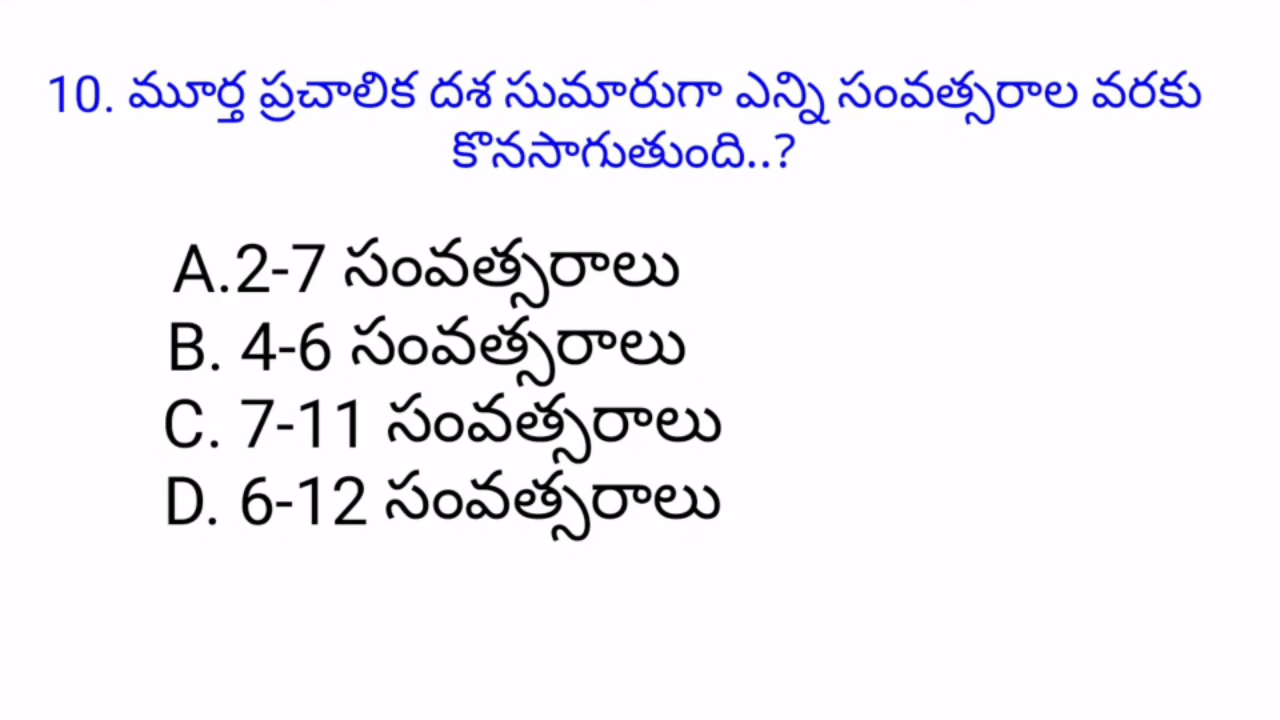 10. మూర్త ప్రచాలిక దశ సుమారుగా ఎన్ని సంవత్సరాల వరకు
కొనసాగుతుంది..?
A.2-7 సంవత్సరాలు
B. 4-6 సంవత్సరాలు
C. 7-11 సంవత్సరాలు
D. 6-12 సంవత్సరాలు